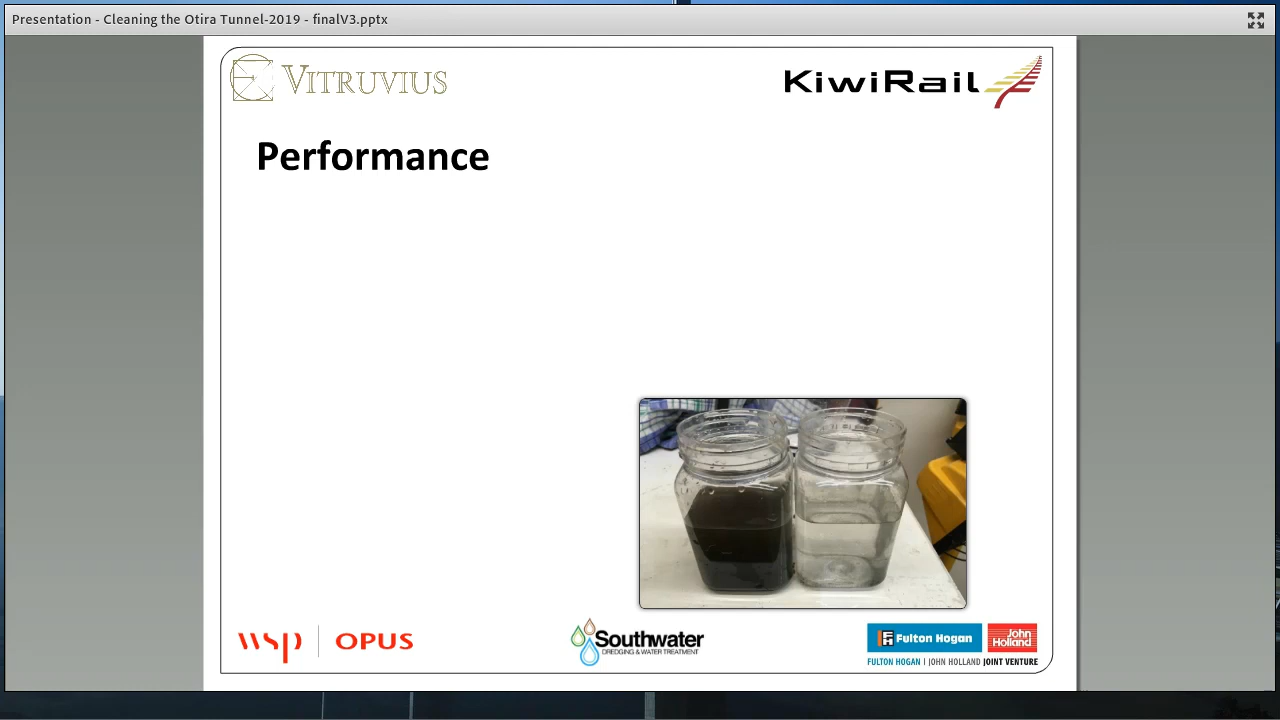 Presentation - Cleaning the Otira Tunnel-2019 - finalV3.pptx
VITRUVIUS
KiwiRail
Performance
wsp OPUS
Southwater
DREDGING & WATER TREATMENT
Fulton Hogan
John
Holland
FULTON HOGAN | JOHN HOLLAND JOINT VENTURE